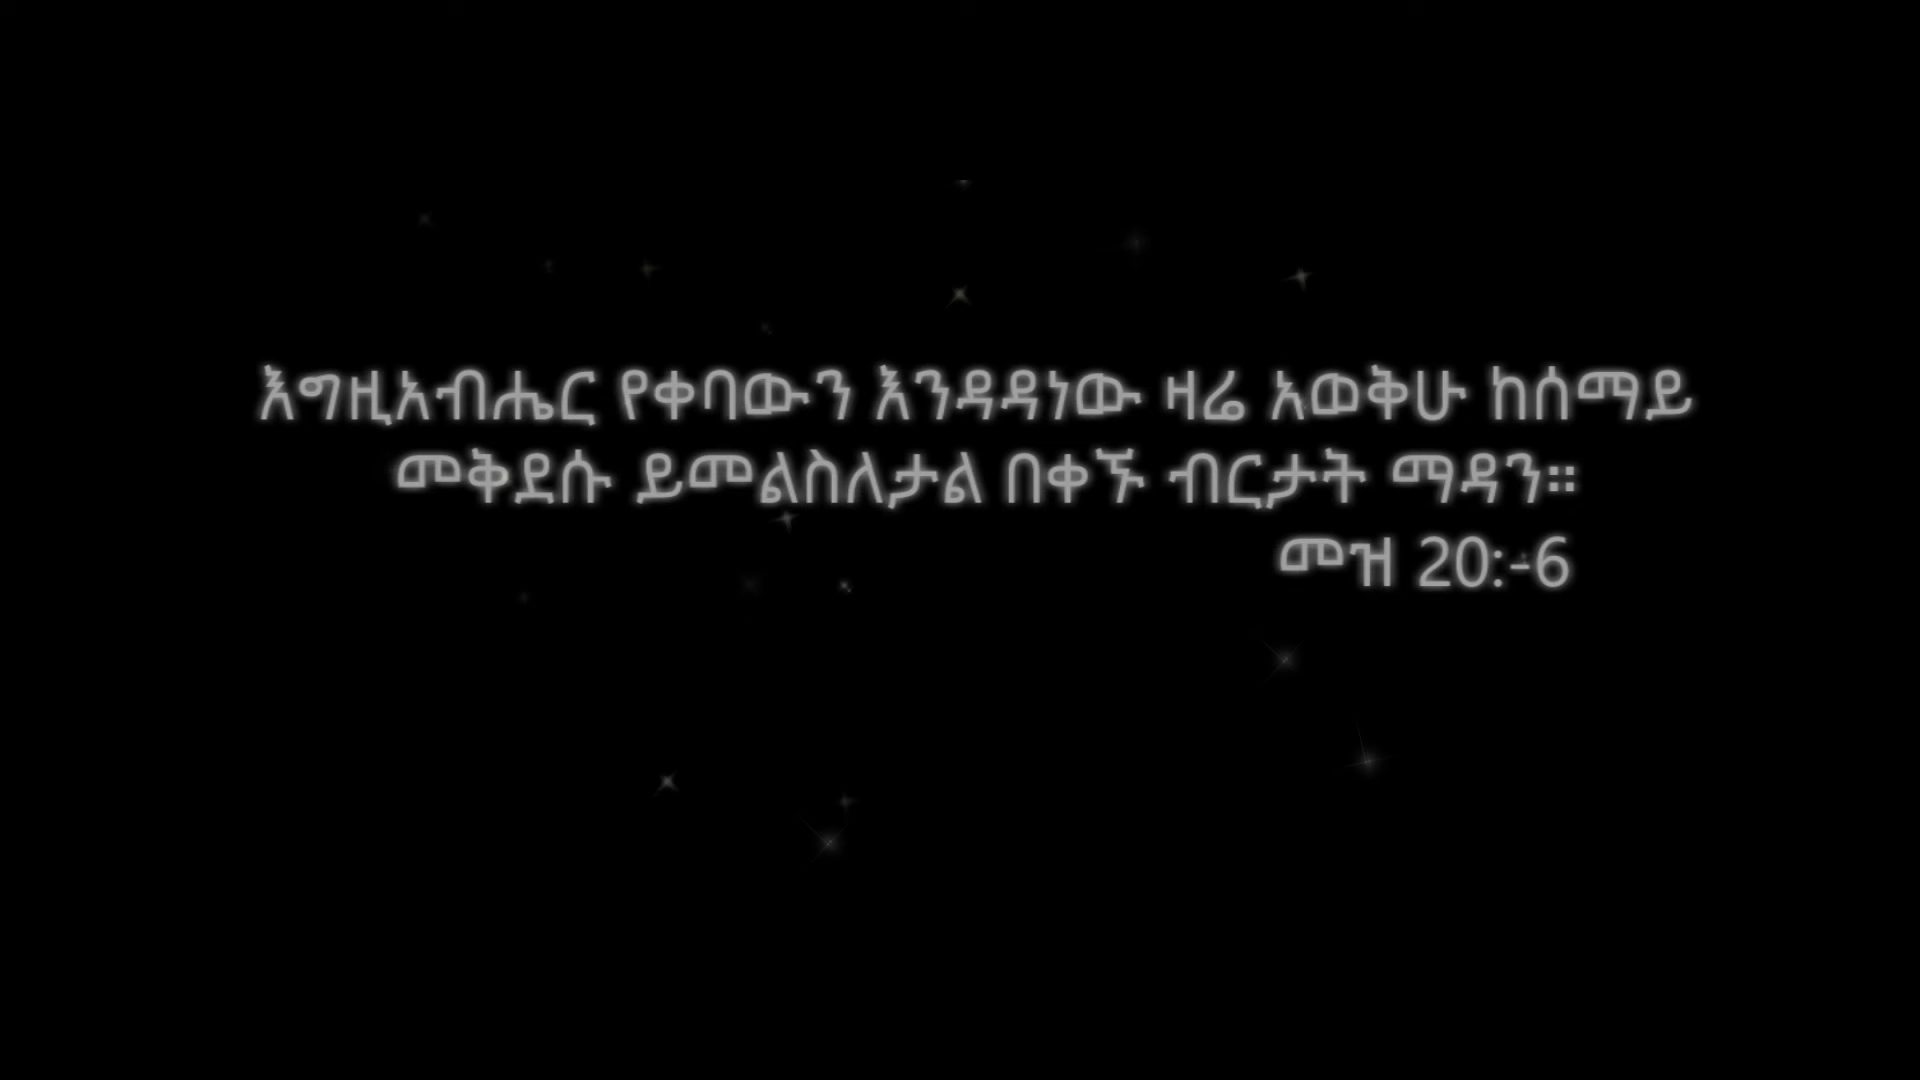 እግዚአብሔር የቀባውን እንዳዳነው ዛሬ አወቅሁ ከሰማይ
መቅደሱ ይመልስለታል በቀኙ ብርታት ማዳን።
መዝ 20:-6